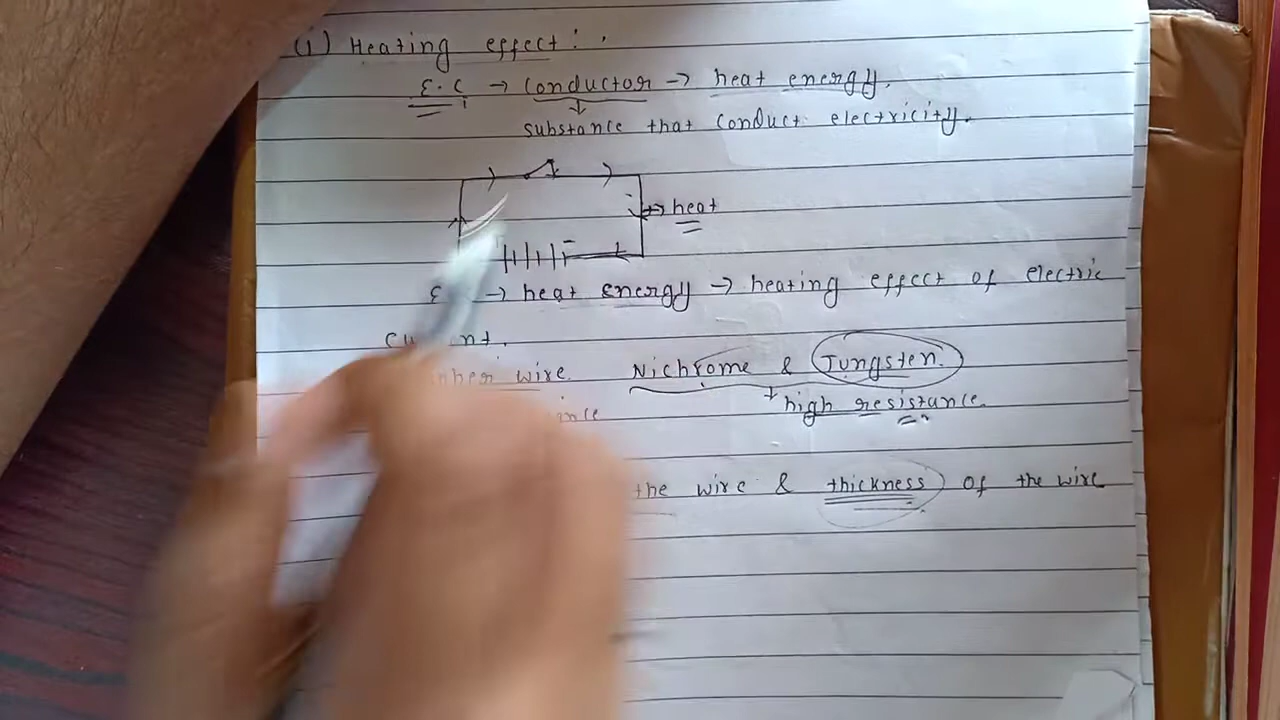 (i) Heating effect:
E.C → conductor → heat energy.
substance that conduct electricity.
→ heat
→ heat energy → heating effect of electric
wire. Nichrome & Tungsten.
high resistance.
the wire & thickness of the wire